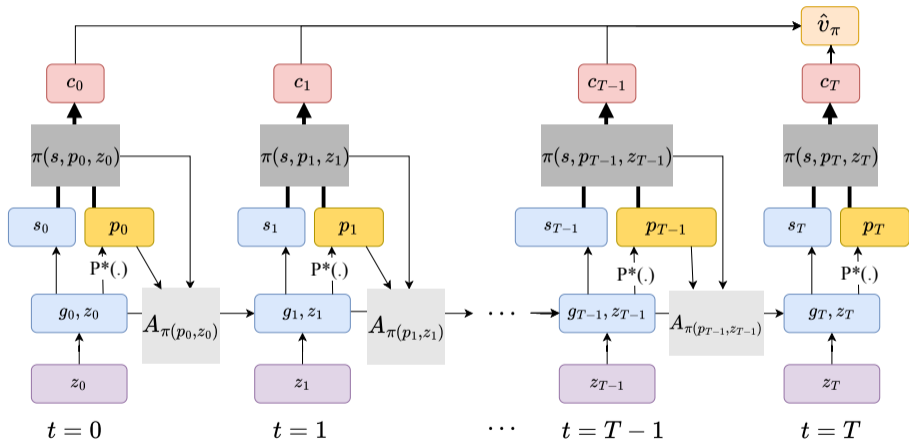 v̂_π
c_0 c_1 c_{T−1} c_T
π(s, p_0, z_0) π(s, p_1, z_1) π(s, p_{T−1}, z_{T−1}) π(s, p_T, z_T)
s_0 p_0 s_1 p_1 s_{T−1} p_{T−1} s_T p_T
P*(.) P*(.) P*(.) P*(.)
g_0, z_0 A_{π(p_0,z_0)} g_1, z_1 A_{π(p_1,z_1)} ··· g_{T−1}, z_{T−1} A_{π(p_{T−1},z_{T−1})} g_T, z_T
z_0 z_1 z_{T−1} z_T
t = 0 t = 1 ··· t = T − 1 t = T